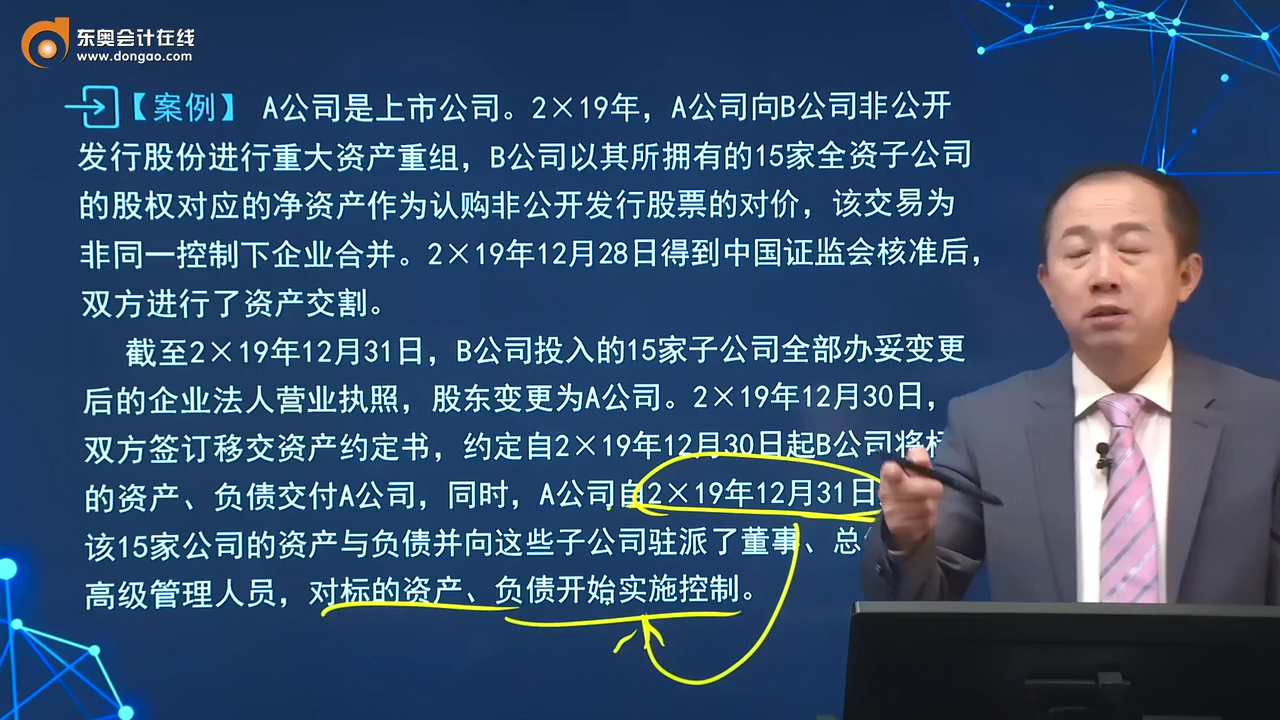 东奥会计在线
www.dongao.com
【案例】 A公司是上市公司。2×19年，A公司向B公司非公开
发行股份进行重大资产重组，B公司以其所拥有的15家全资子公司
的股权对应的净资产作为认购非公开发行股票的对价，该交易为
非同一控制下企业合并。2×19年12月28日得到中国证监会核准后，
双方进行了资产交割。
截至2×19年12月31日，B公司投入的15家子公司全部办妥变更
后的企业法人营业执照，股东变更为A公司。2×19年12月30日，
双方签订移交资产约定书，约定自2×19年12月30日起B公司将标
的资产、负债交付A公司，同时，A公司自2×19年12月31日
该15家公司的资产与负债并向这些子公司驻派了董事、总
高级管理人员，对标的资产、负债开始实施控制。